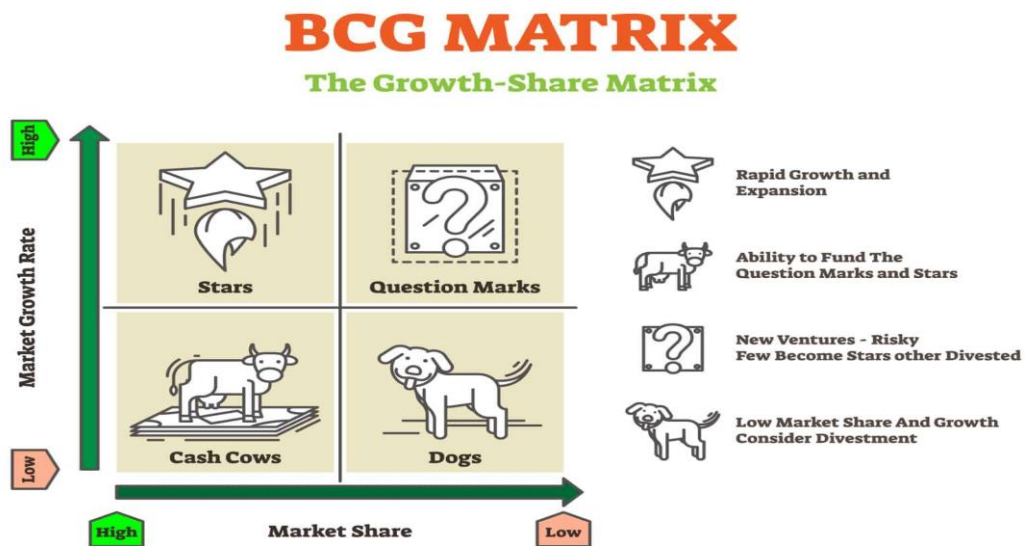 BCG MATRIX
The Growth-Share Matrix
High
Market Growth Rate
Low
Stars
Question Marks
Cash Cows
Dogs
High
Market Share
Low
Rapid Growth and
Expansion
Ability to Fund The
Question Marks and Stars
New Ventures - Risky
Few Become Stars other Divested
Low Market Share And Growth
Consider Divestment